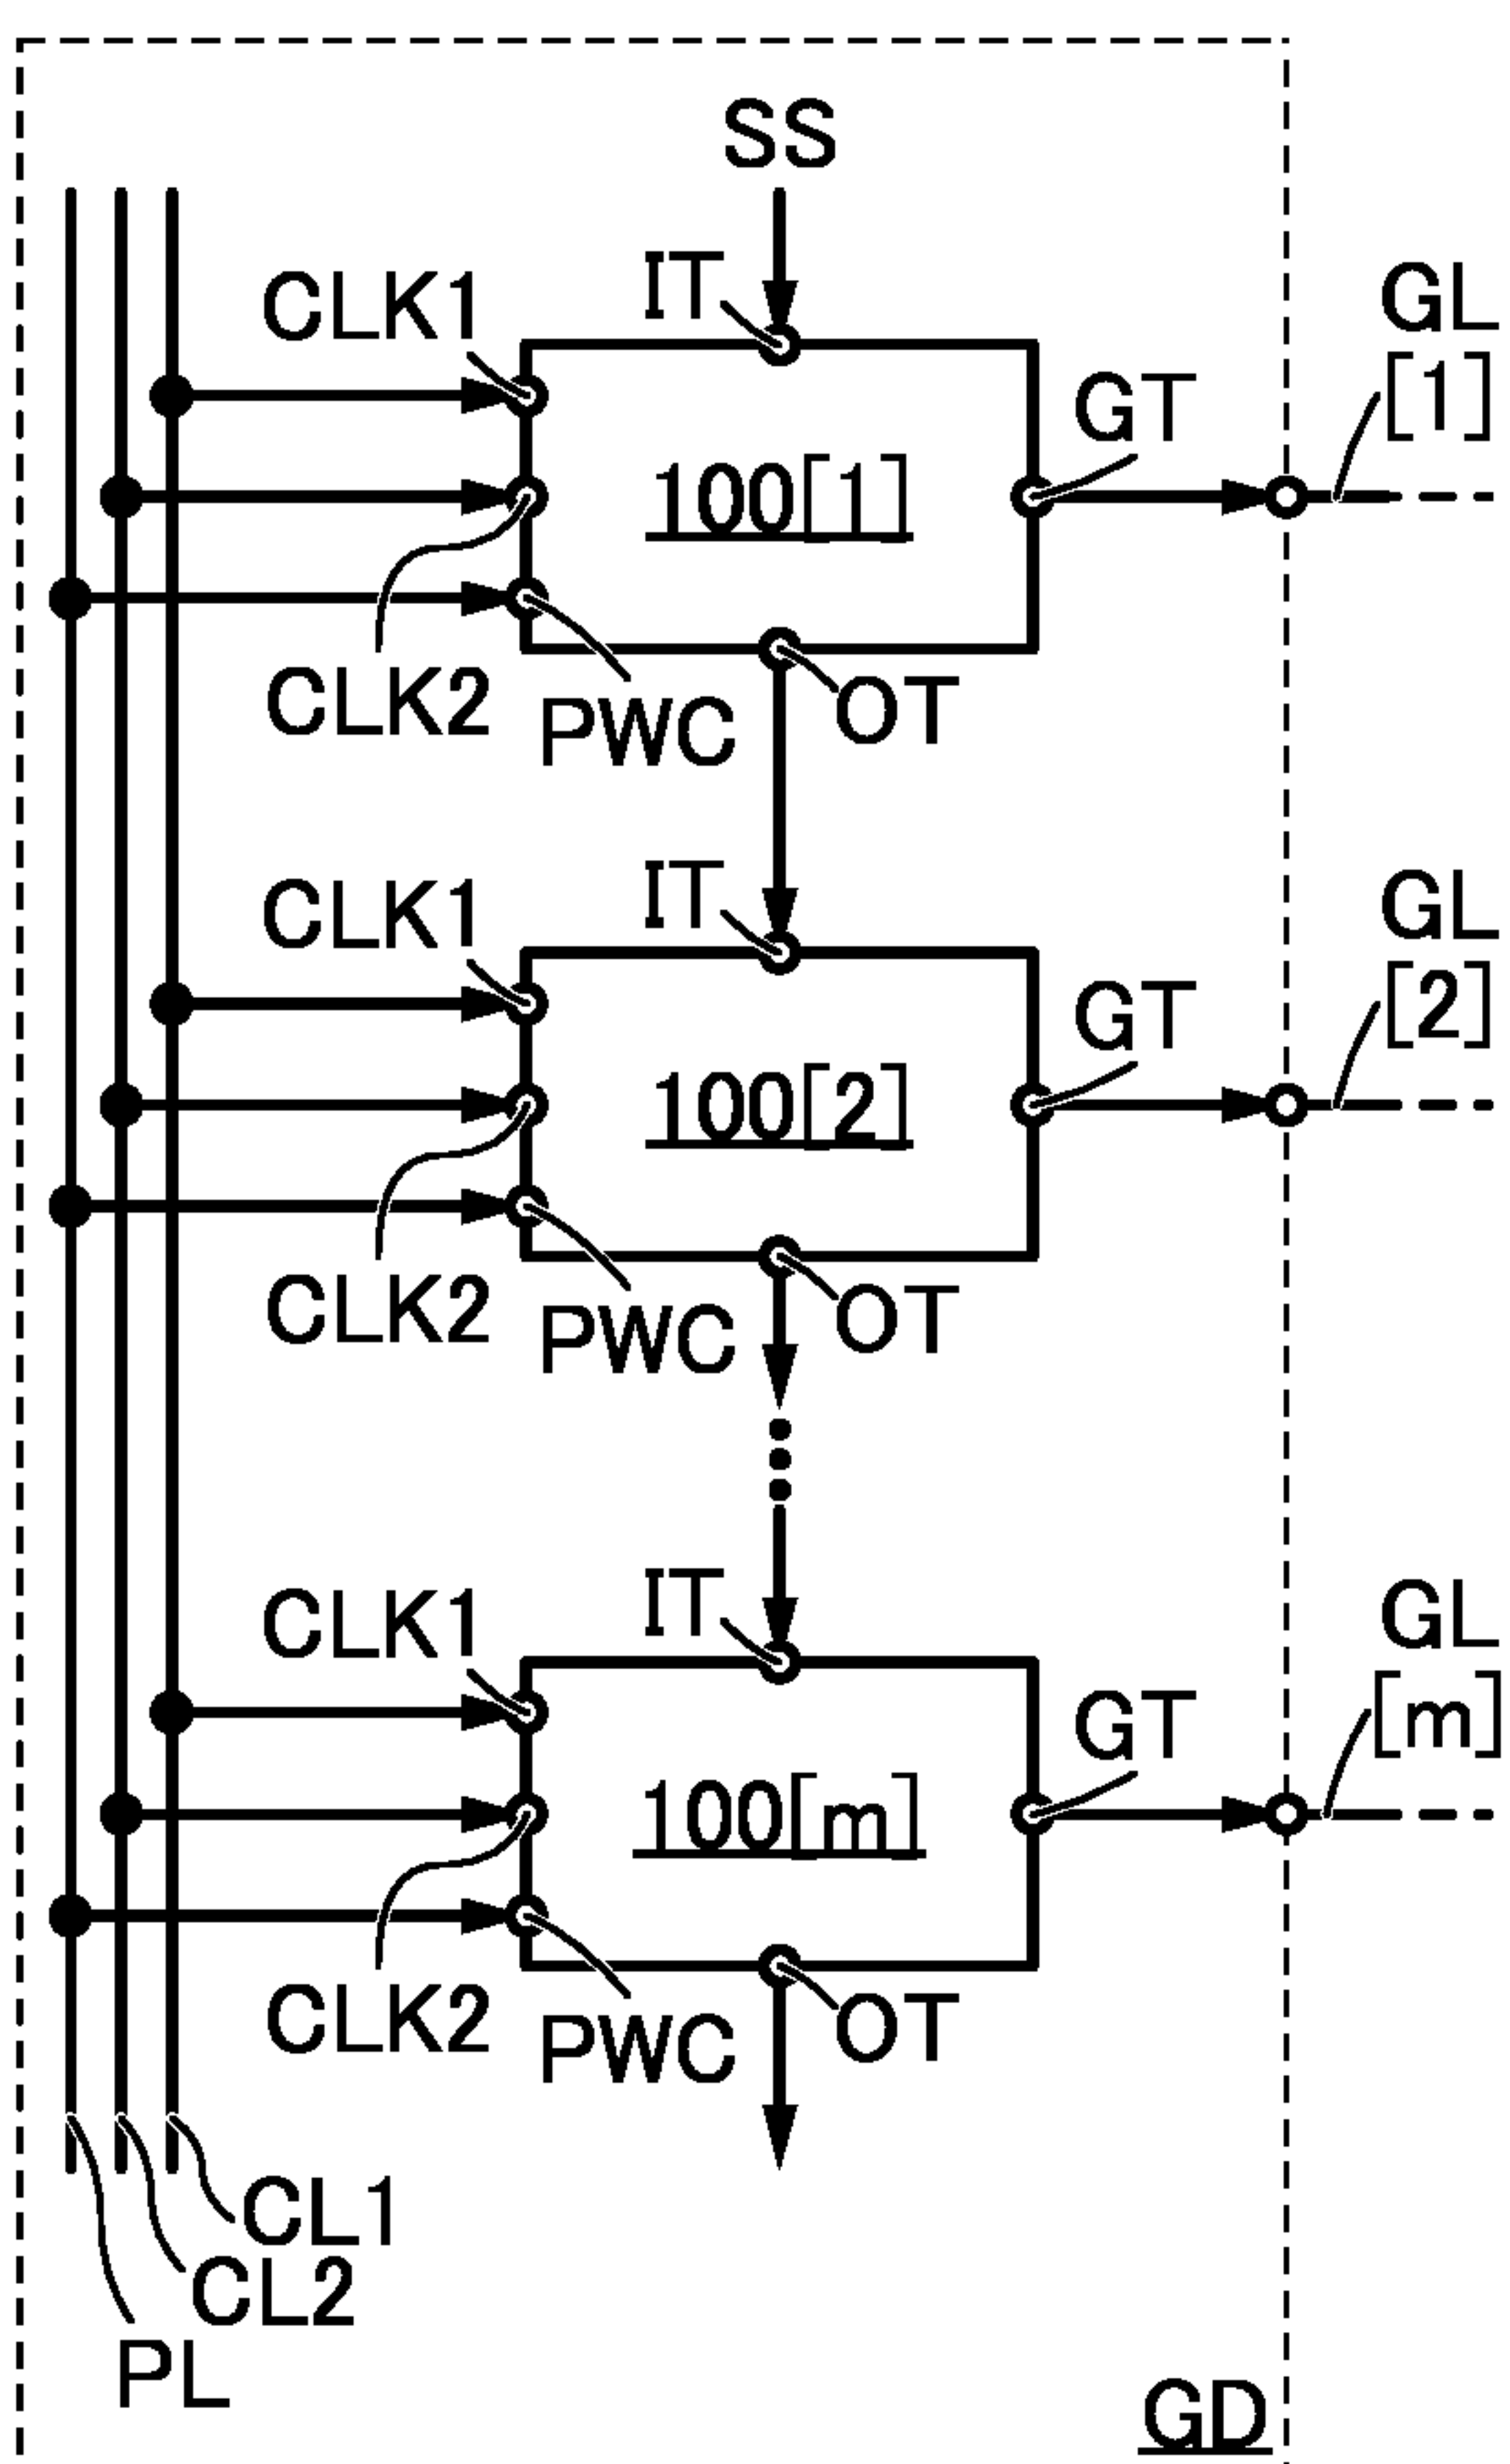 SS
CLK1
IT
GL
[1]
GT
100[1]
CLK2
PWC
OT
CLK1
IT
GL
[2]
GT
100[2]
CLK2
PWC
OT
CLK1
IT
GL
[m]
GT
100[m]
CLK2
PWC
OT
CL1
CL2
PL
GD